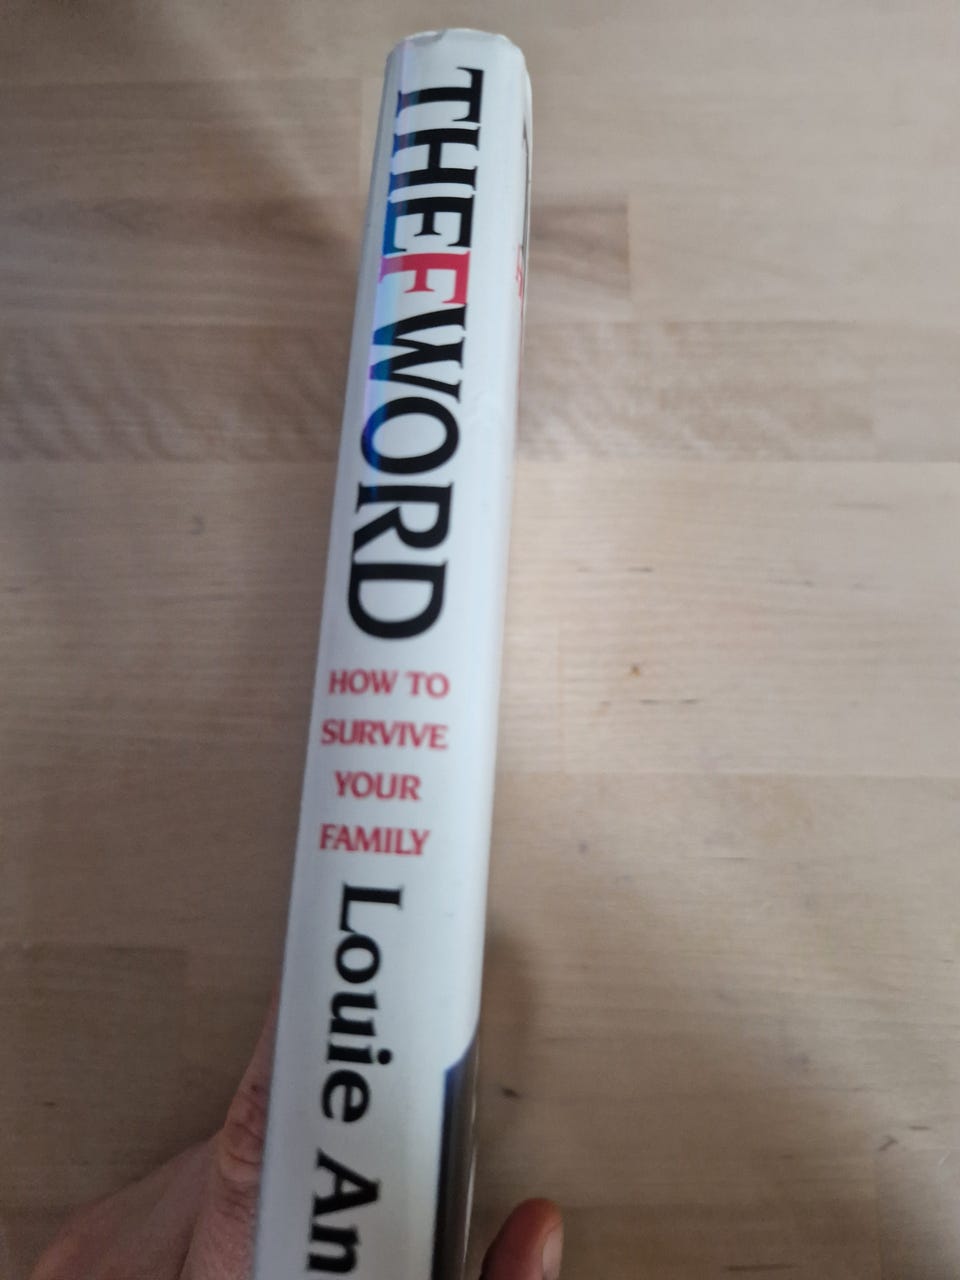 THE F WORD
HOW TO
SURVIVE
YOUR
FAMILY
Louie An